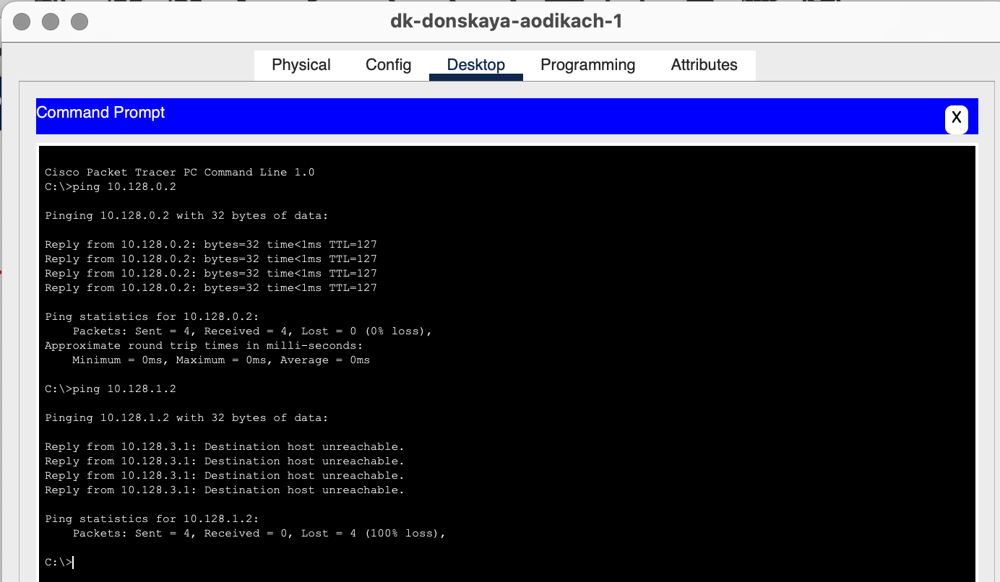 dk-donskaya-aodikach-1
Physical Config Desktop Programming Attributes
Command Prompt
X
Cisco Packet Tracer PC Command Line 1.0
C:\>ping 10.128.0.2
Pinging 10.128.0.2 with 32 bytes of data:
Reply from 10.128.0.2: bytes=32 time<1ms TTL=127
Reply from 10.128.0.2: bytes=32 time<1ms TTL=127
Reply from 10.128.0.2: bytes=32 time<1ms TTL=127
Reply from 10.128.0.2: bytes=32 time<1ms TTL=127
Ping statistics for 10.128.0.2:
    Packets: Sent = 4, Received = 4, Lost = 0 (0% loss),
Approximate round trip times in milli-seconds:
    Minimum = 0ms, Maximum = 0ms, Average = 0ms
C:\>ping 10.128.1.2
Pinging 10.128.1.2 with 32 bytes of data:
Reply from 10.128.3.1: Destination host unreachable.
Reply from 10.128.3.1: Destination host unreachable.
Reply from 10.128.3.1: Destination host unreachable.
Reply from 10.128.3.1: Destination host unreachable.
Ping statistics for 10.128.1.2:
    Packets: Sent = 4, Received = 0, Lost = 4 (100% loss),
C:\>